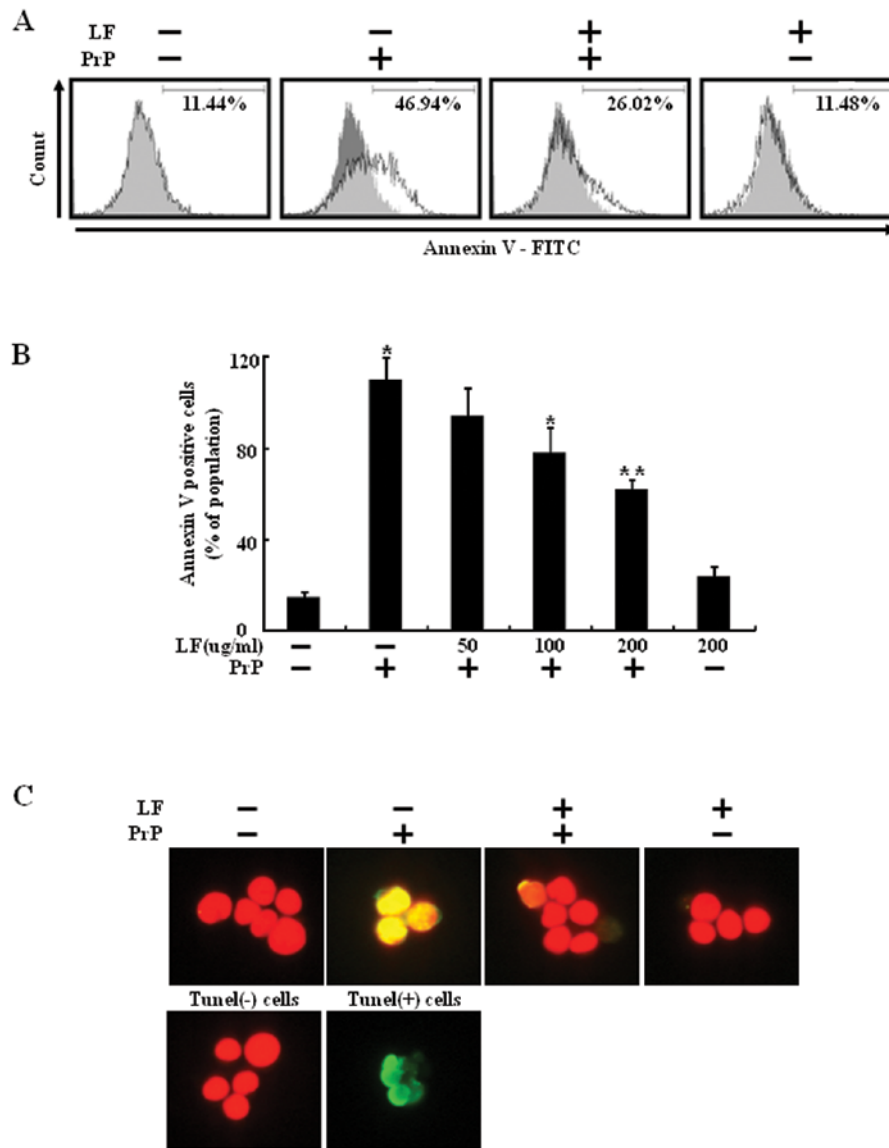 A
LF − − + +
PrP − + + −
11.44% 46.94% 26.02% 11.48%
Count
Annexin V - FITC
B
Annexin V positive cells
(% of population)
120
80
40
0
*
*
**
LF(ug/ml) − − 50 100 200 200
PrP − + + + + −
C
LF − − + +
PrP − + + −
Tunel(-) cells Tunel(+) cells